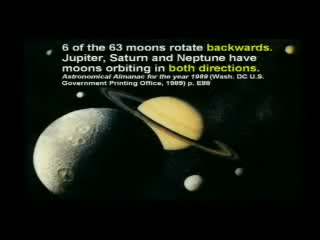 6 of the 63 moons rotate backwards.
Jupiter, Saturn and Neptune have
moons orbiting in both directions.
Astronomical Almanac for the year 1989 (Wash. DC U.S.
Government Printing Office, 1989) p. E88